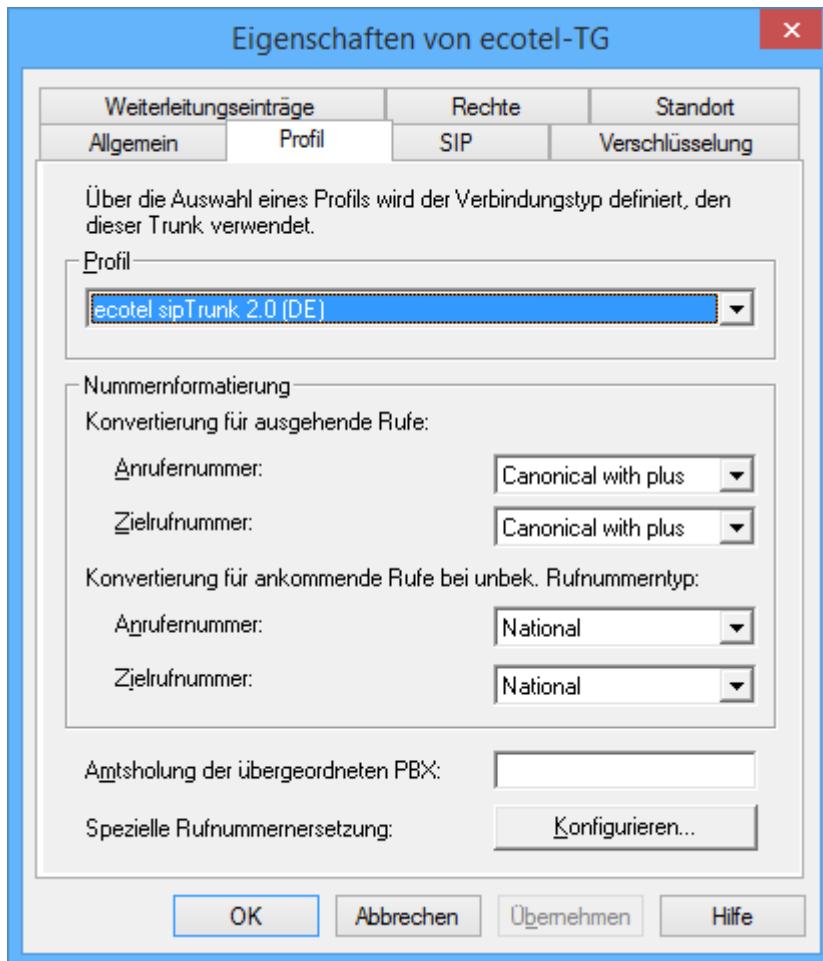 Eigenschaften von ecotel-TG
Weiterleitungseinträge Rechte Standort
Allgemein Profil SIP Verschlüsselung
Über die Auswahl eines Profils wird der Verbindungstyp definiert, den
dieser Trunk verwendet.
Profil
ecotel sipTrunk 2.0 (DE)
Nummernformatierung
Konvertierung für ausgehende Rufe:
Anrufernummer: Canonical with plus
Zielrufnummer: Canonical with plus
Konvertierung für ankommende Rufe bei unbek. Rufnummerntyp:
Anrufernummer: National
Zielrufnummer: National
Amtsholung der übergeordneten PBX:
Spezielle Rufnummernersetzung: Konfigurieren...
OK Abbrechen Übernehmen Hilfe